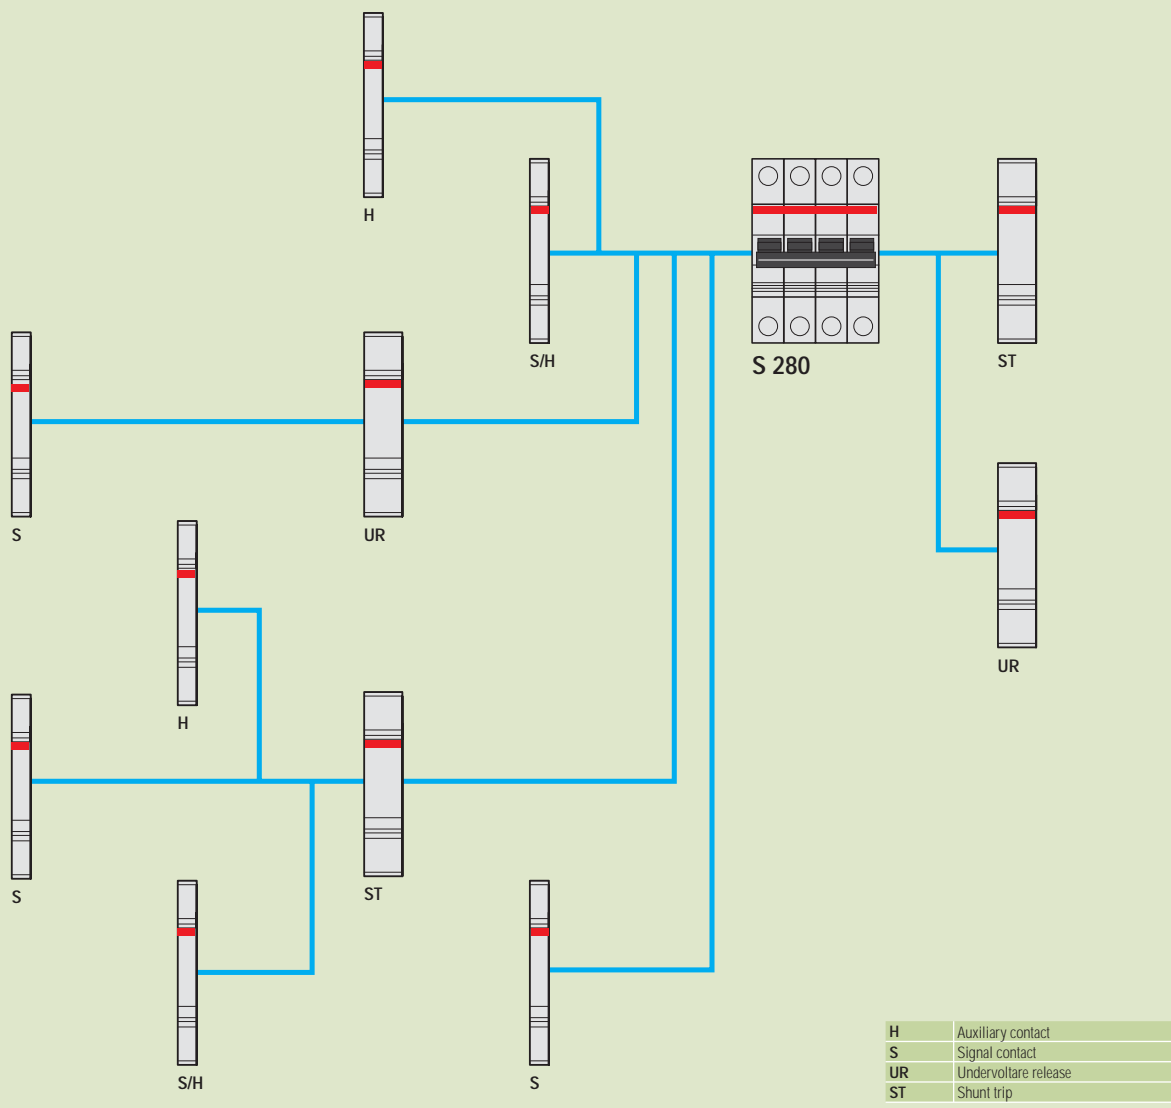 H
S/H
S 280
ST
S
UR
UR
H
S
ST
S/H
S
H Auxiliary contact
S Signal contact
UR Undervoltare release
ST Shunt trip